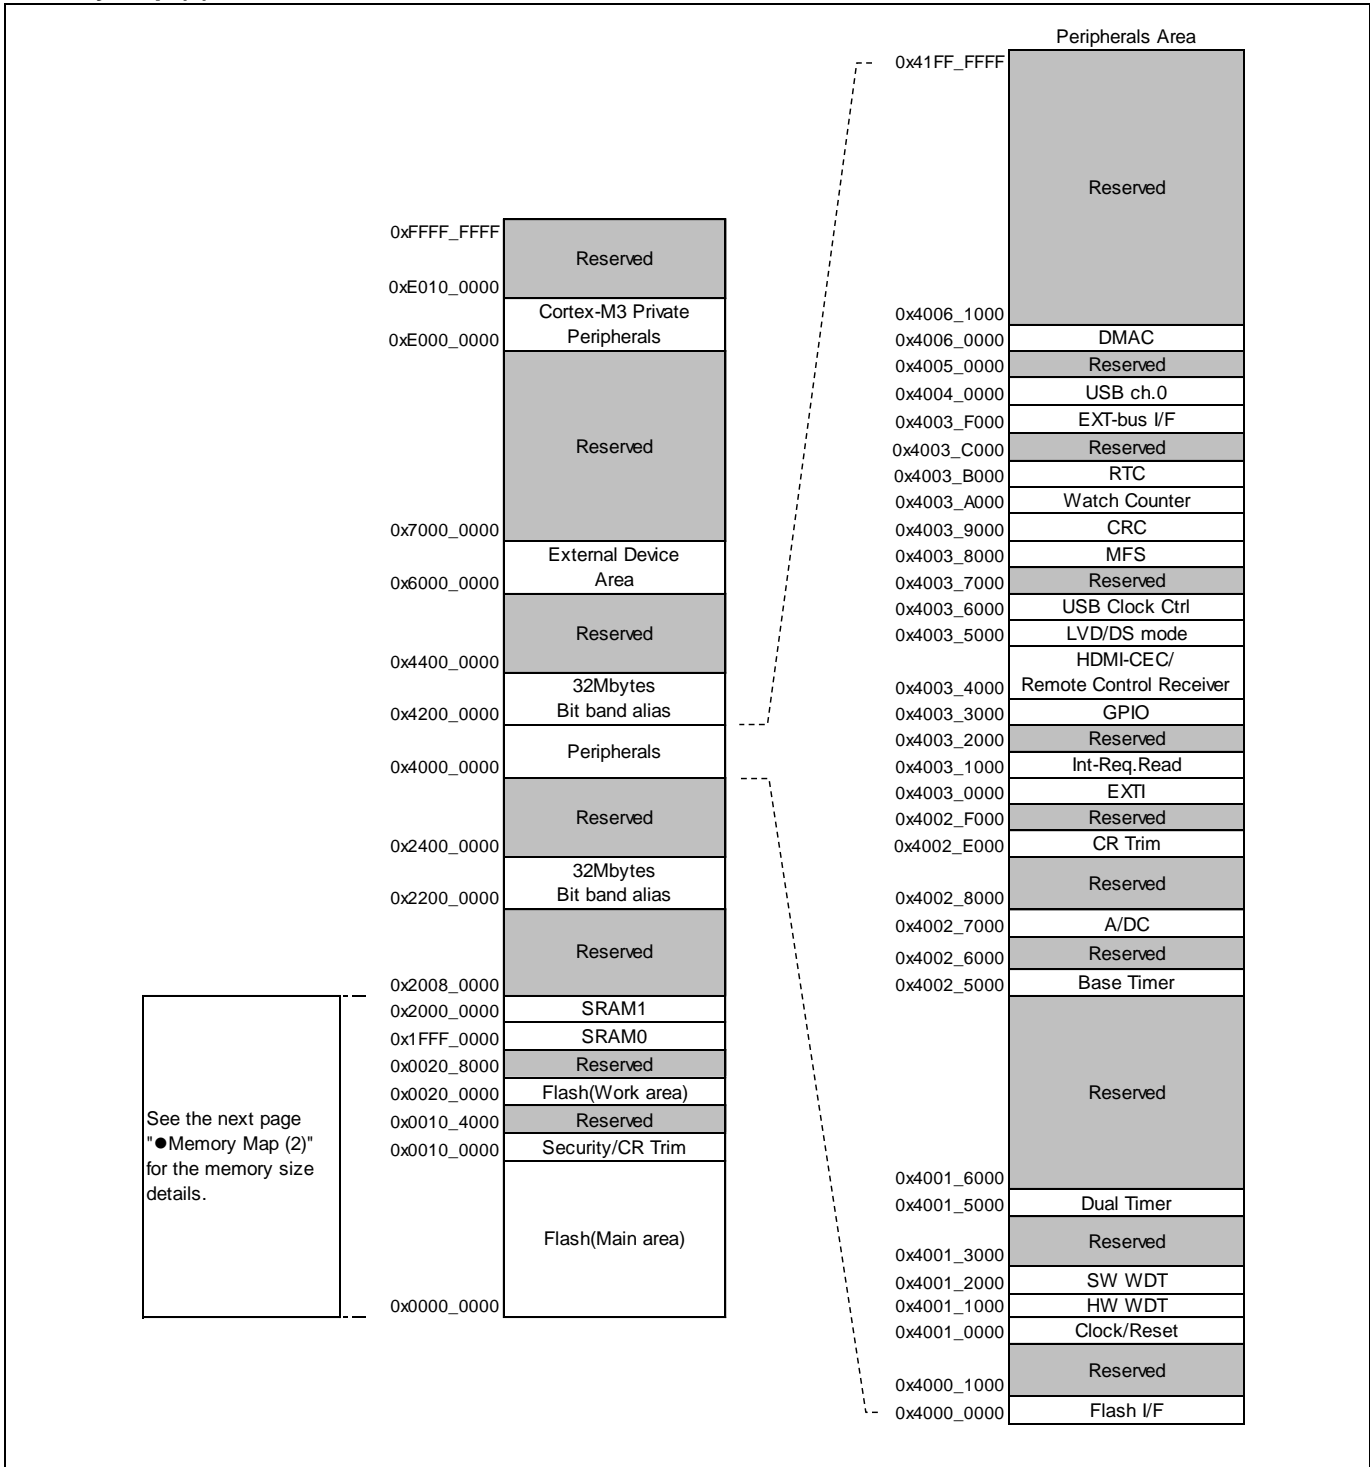 Peripherals Area
0x41FF_FFFF
Reserved
0x4006_1000
0x4006_0000 DMAC
0x4005_0000 Reserved
0x4004_0000 USB ch.0
0x4003_F000 EXT-bus I/F
0x4003_C000 Reserved
0x4003_B000 RTC
0x4003_A000 Watch Counter
0x4003_9000 CRC
0x4003_8000 MFS
0x4003_7000 Reserved
0x4003_6000 USB Clock Ctrl
0x4003_5000 LVD/DS mode
HDMI-CEC/
0x4003_4000 Remote Control Receiver
0x4003_3000 GPIO
0x4003_2000 Reserved
0x4003_1000 Int-Req.Read
0x4003_0000 EXTI
0x4002_F000 Reserved
0x4002_E000 CR Trim
Reserved
0x4002_8000
0x4002_7000 A/DC
0x4002_6000 Reserved
0x4002_5000 Base Timer
Reserved
0x4001_6000
0x4001_5000 Dual Timer
Reserved
0x4001_3000
0x4001_2000 SW WDT
0x4001_1000 HW WDT
0x4001_0000 Clock/Reset
Reserved
0x4000_1000
0x4000_0000 Flash I/F
0xFFFF_FFFF
Reserved
0xE010_0000
Cortex-M3 Private
0xE000_0000 Peripherals
Reserved
0x7000_0000
External Device
0x6000_0000 Area
Reserved
0x4400_0000
32Mbytes
0x4200_0000 Bit band alias
Peripherals
0x4000_0000
Reserved
0x2400_0000
32Mbytes
0x2200_0000 Bit band alias
Reserved
0x2008_0000
0x2000_0000 SRAM1
0x1FFF_0000 SRAM0
0x0020_8000 Reserved
0x0020_0000 Flash(Work area)
0x0010_4000 Reserved
0x0010_0000 Security/CR Trim
Flash(Main area)
0x0000_0000
See the next page
"●Memory Map (2)"
for the memory size
details.